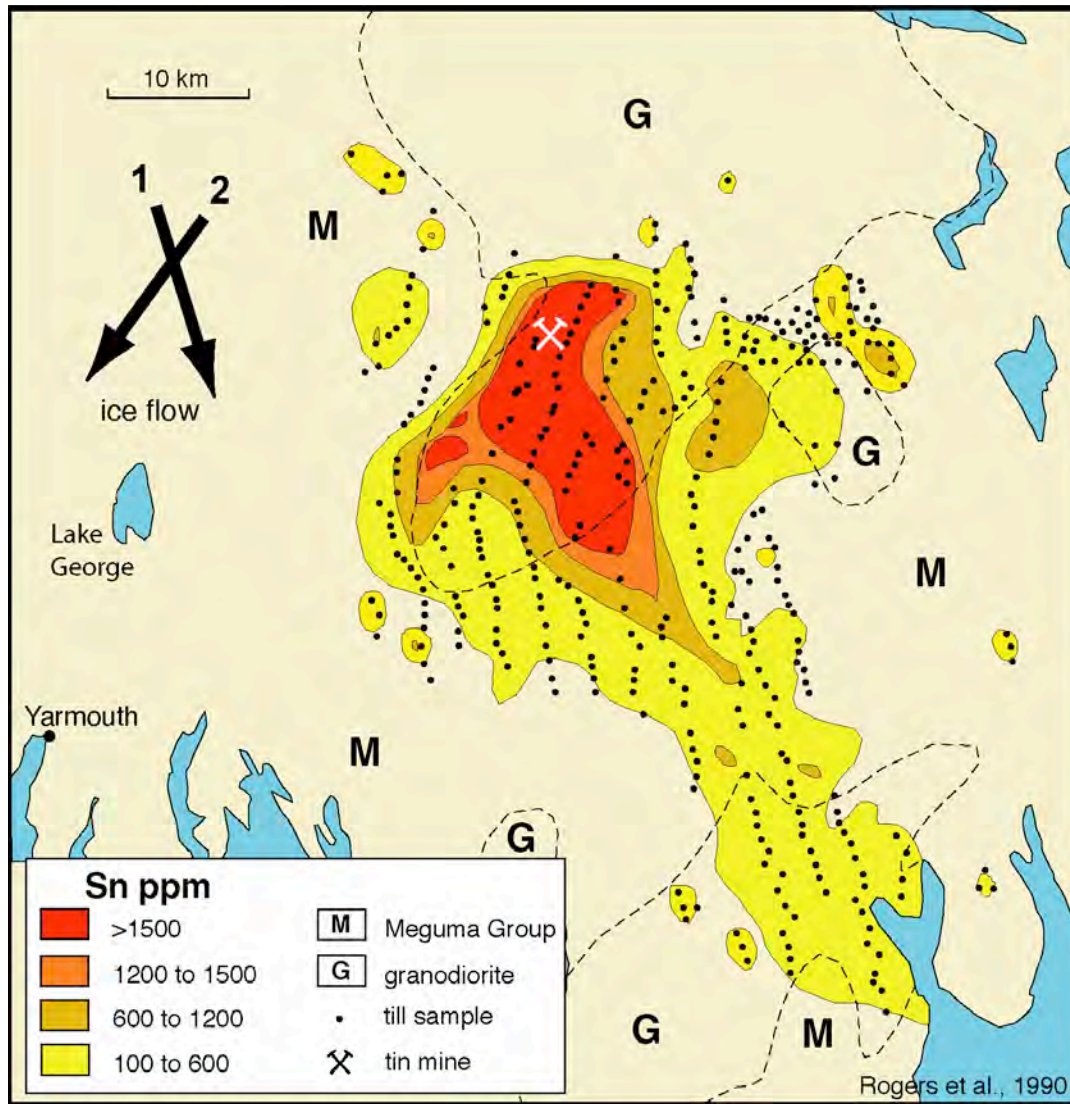 10 km
G
1
2
M
ice flow
G
Lake
George
M
Yarmouth
M
G
Sn ppm
>1500
1200 to 1500
600 to 1200
100 to 600
M Meguma Group
G granodiorite
till sample
tin mine
G
M
Rogers et al., 1990